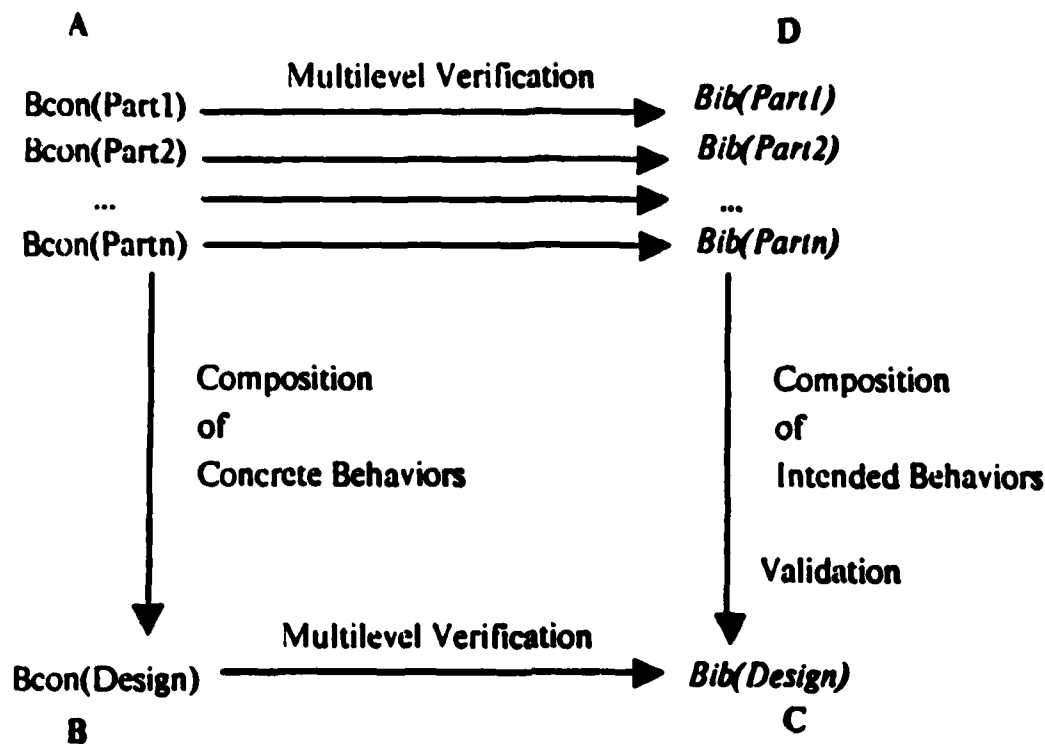 A
D
Multilevel Verification
Bcon(Part1)
Bib(Part1)
Bcon(Part2)
Bib(Part2)
...
...
Bcon(Partn)
Bib(Partn)
Composition
of
Concrete Behaviors
Composition
of
Intended Behaviors
Validation
Multilevel Verification
Bcon(Design)
Bib(Design)
B
C